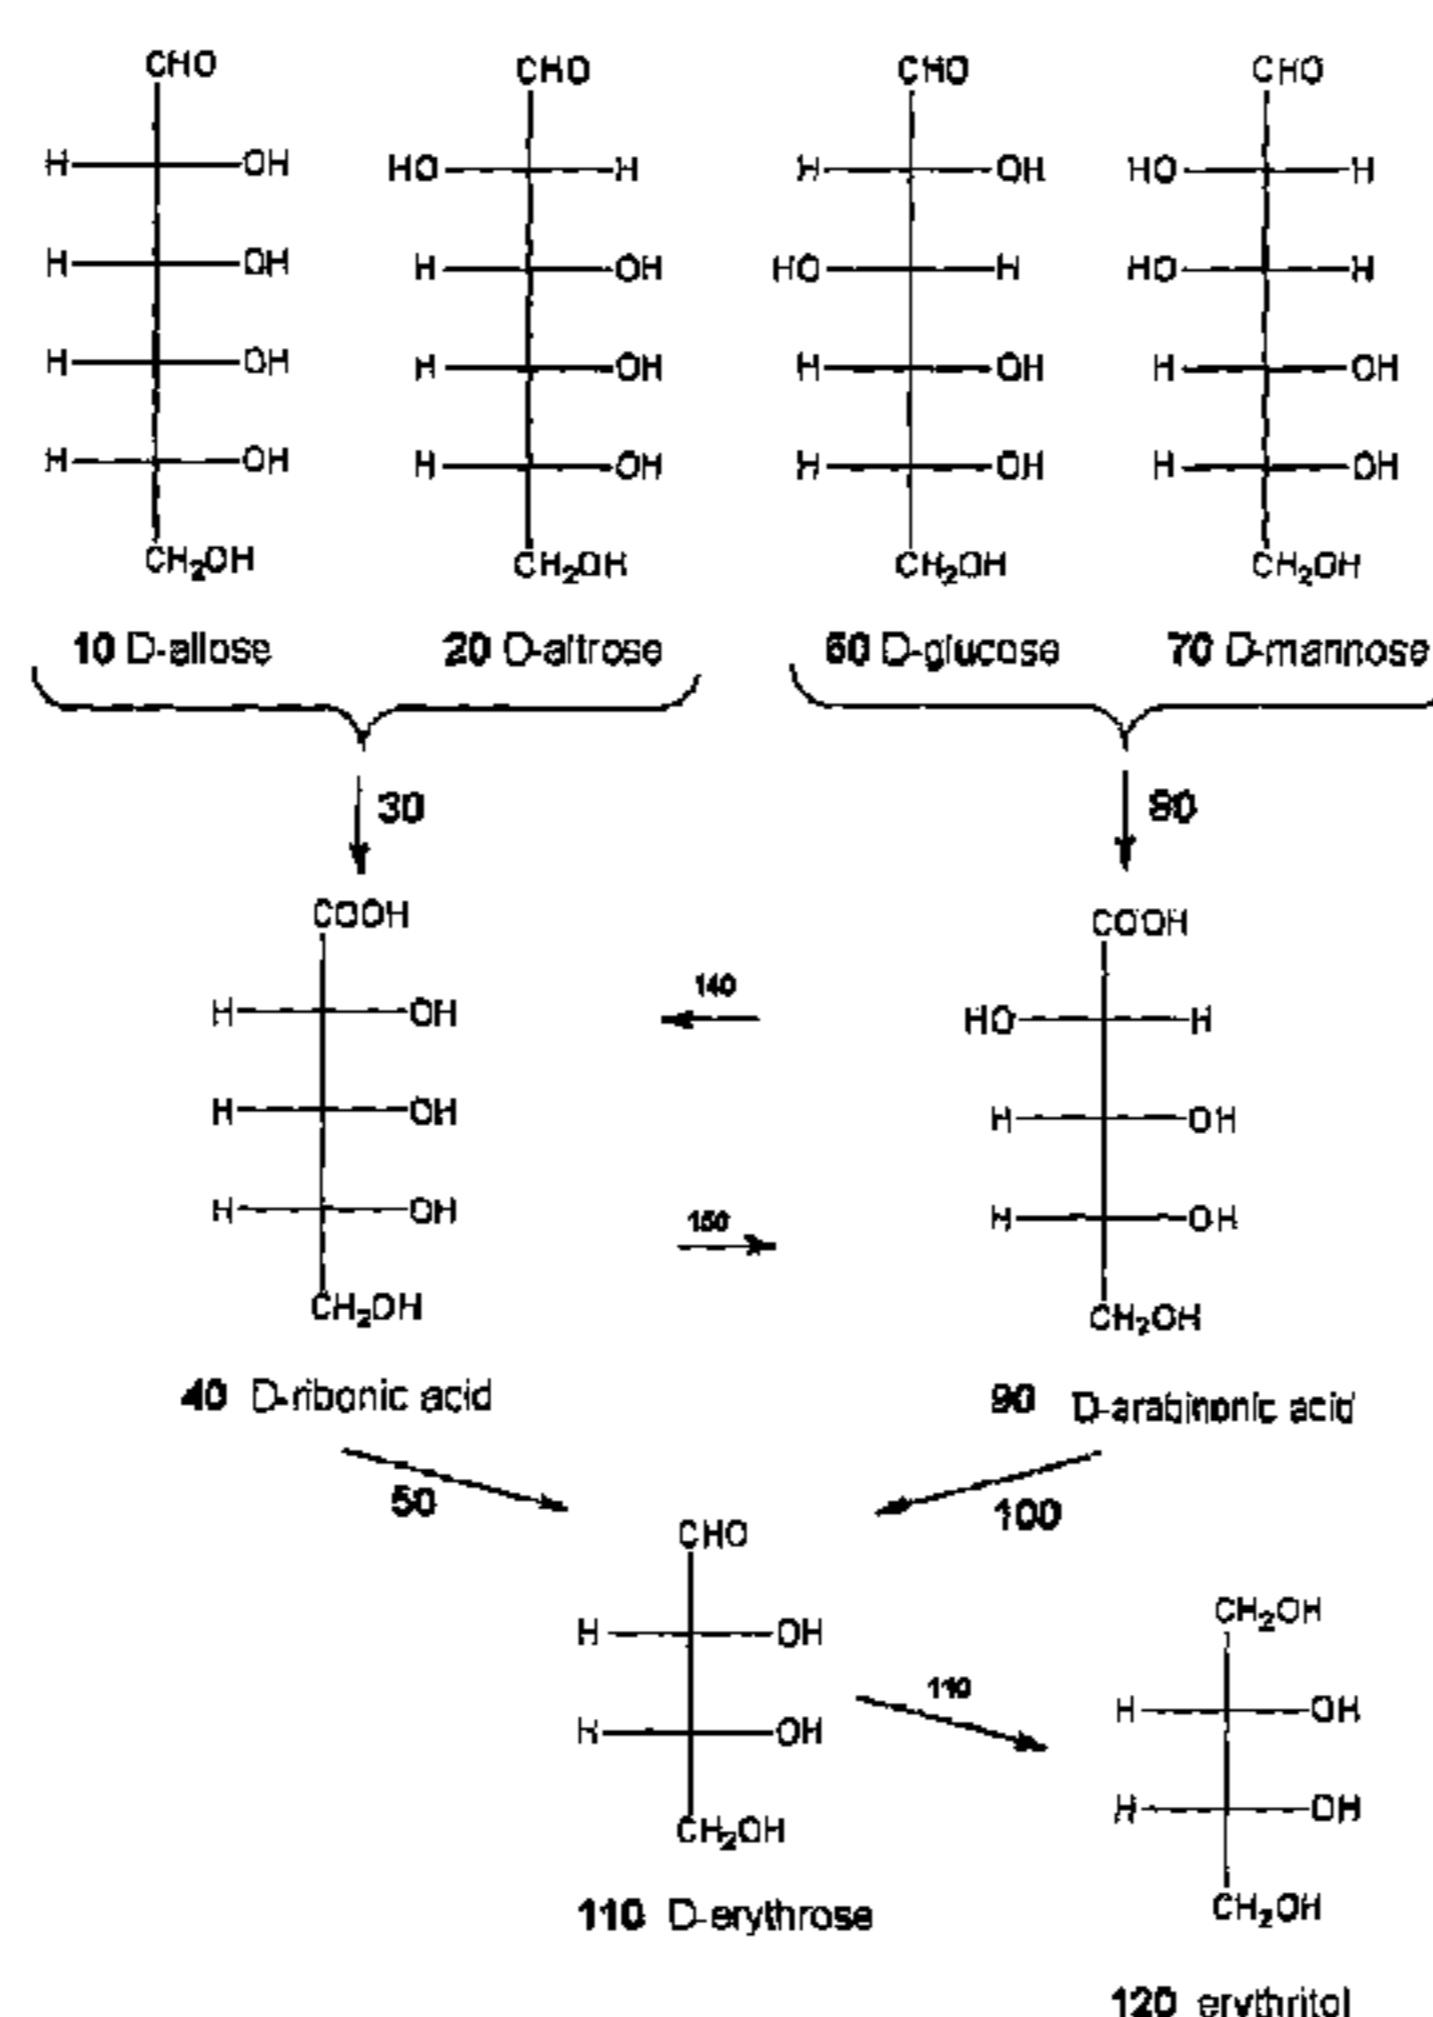 CHO CHO CHO CHO
H OH HO H H OH HO H
H OH H OH HO H HO H
H OH H OH H OH H OH
H OH H OH H OH H OH
CH2OH CH2OH CH2OH CH2OH
10 D-allose 20 D-altrose 60 D-glucose 70 D-mannose
30 80
COOH COOH
140
H OH HO H
H OH H OH
H OH H OH
150
CH2OH CH2OH
40 D-ribonic acid 90 D-arabinonic acid
50 100
CHO
CH2OH
H OH
110
H OH
H OH
H OH
CH2OH
CH2OH
110 D-erythrose
120 erythritol